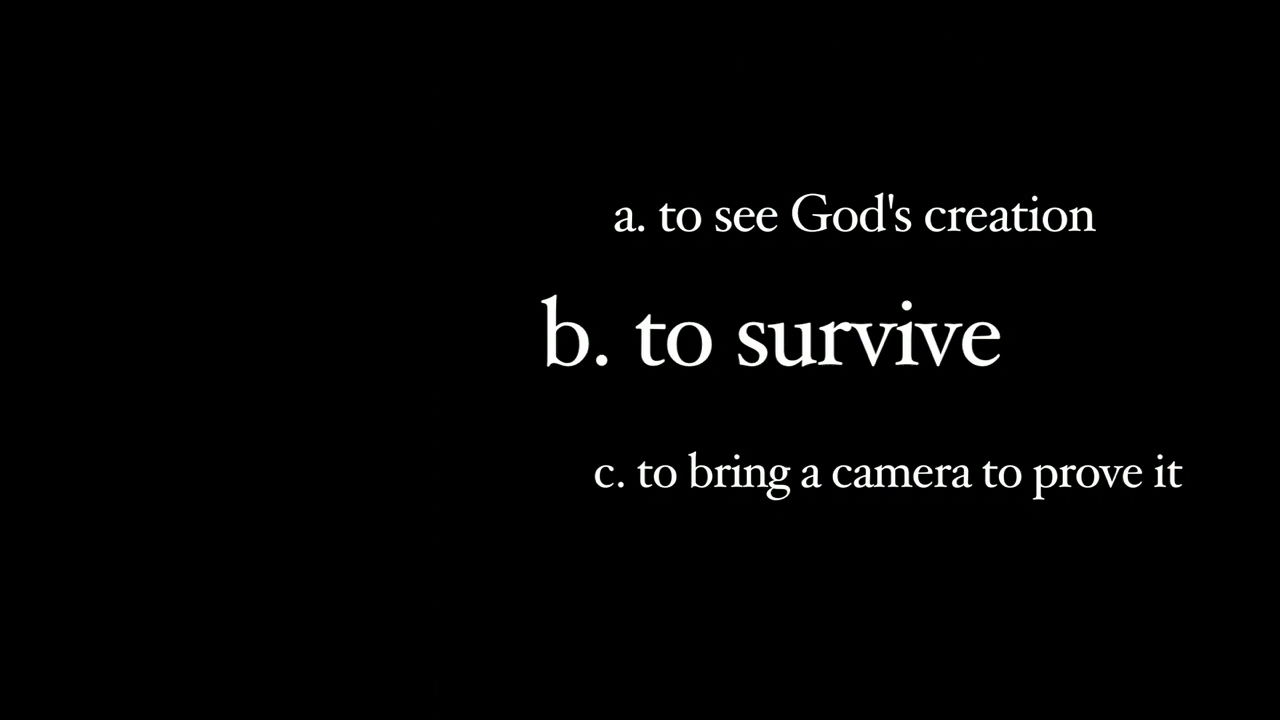 a. to see God's creation
b. to survive
c. to bring a camera to prove it